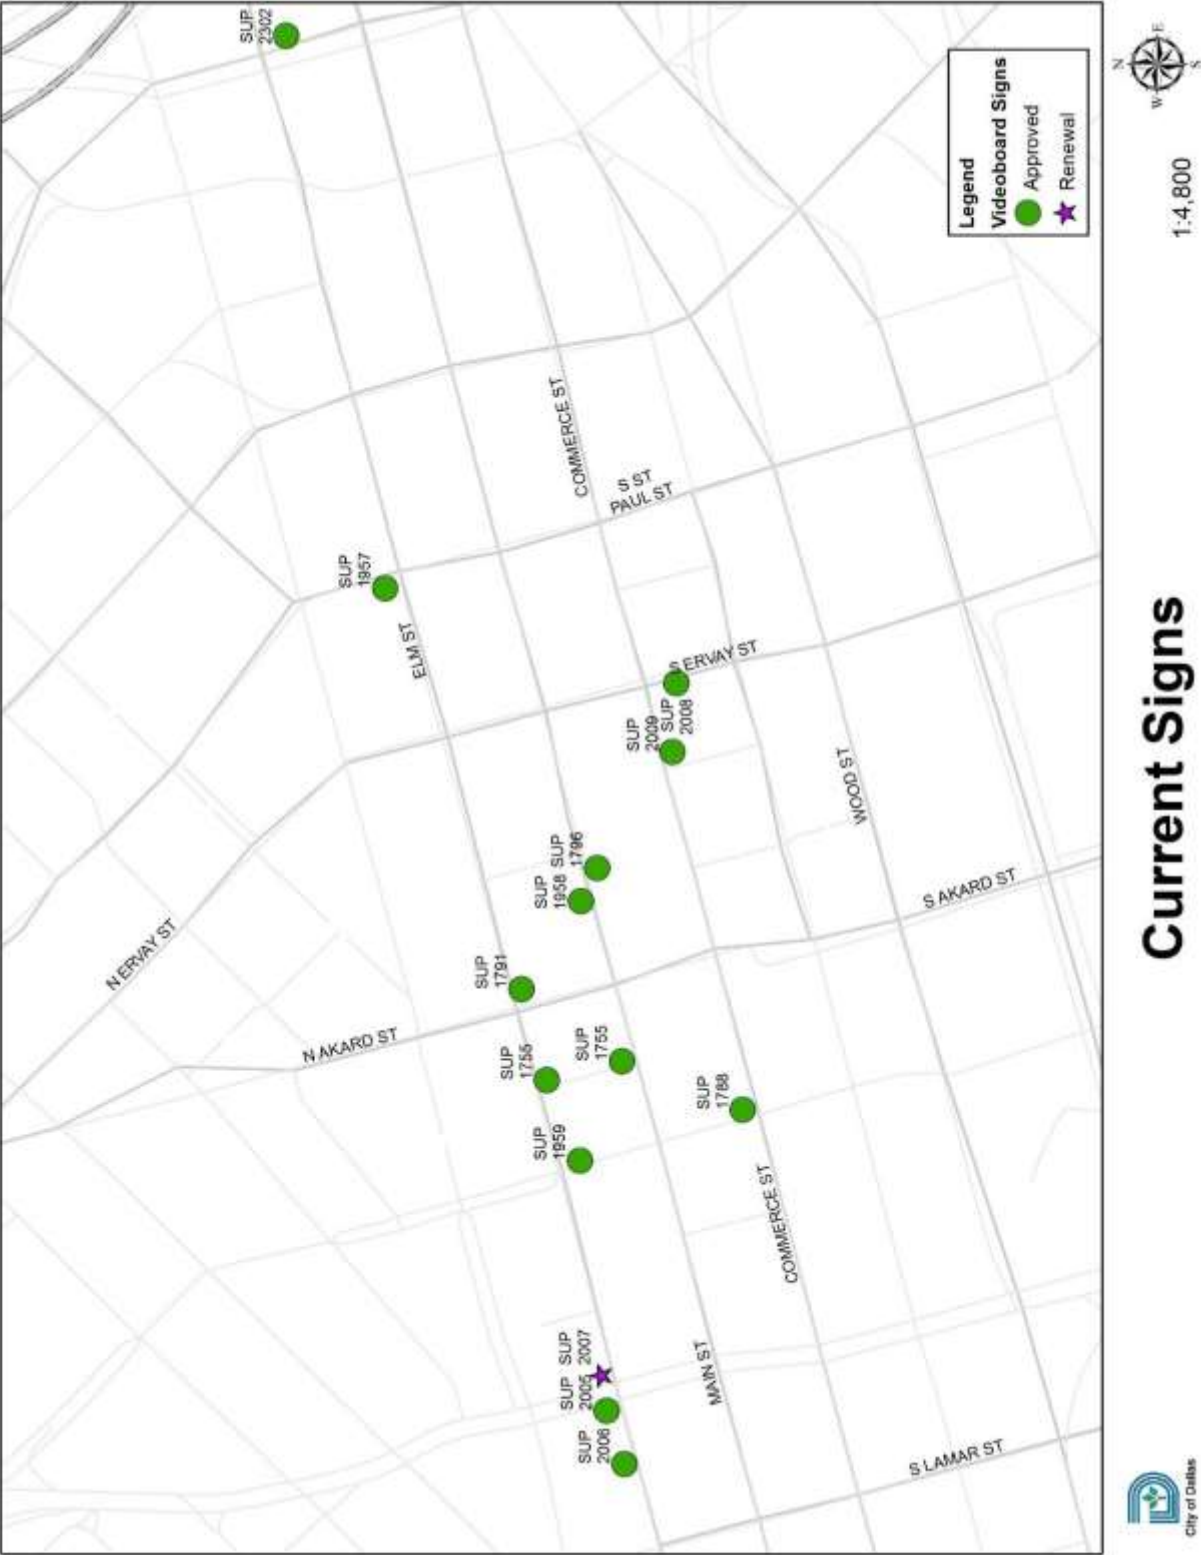 SUP
2302
SUP
1957
ELM ST
COMMERCE ST
S ST
PAUL ST
S ERVAY ST
SUP
2009
SUP
2008
WOOD ST
SUP
1796
SUP
1958
S AKARD ST
N ERVAY ST
SUP
1791
N AKARD ST
SUP
1755
SUP
1755
SUP
1788
SUP
1959
COMMERCE ST
SUP
2007
SUP
2005
SUP
2006
MAIN ST
S LAMAR ST
Legend
Videoboard Signs
Approved
Renewal
N
W
E
S
1:4,800
Current Signs
City of Dallas